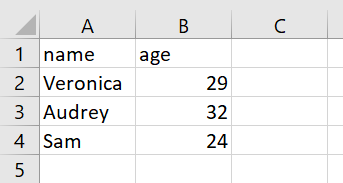 A B C
1 name age
2 Veronica 29
3 Audrey 32
4 Sam 24
5